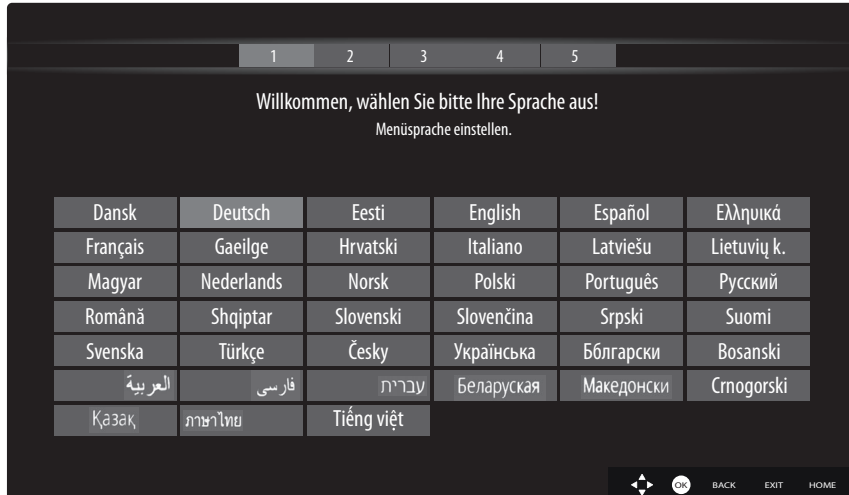 1 2 3 4 5
Willkommen, wählen Sie bitte Ihre Sprache aus!
Menüsprache einstellen.
Dansk Deutsch Eesti English Español Ελληυικά
Français Gaeilge Hrvatski Italiano Latviešu Lietuvių k.
Magyar Nederlands Norsk Polski Português Русский
Română Shqiptar Slovenski Slovenčina Srpski Suomi
Svenska Türkçe Česky Українська Бблгарски Bosanski
العربية فارسی עברית Беларуская Македонски Crnogorski
Қазақ ภาษาไทย Tiếng việt
OK BACK EXIT HOME